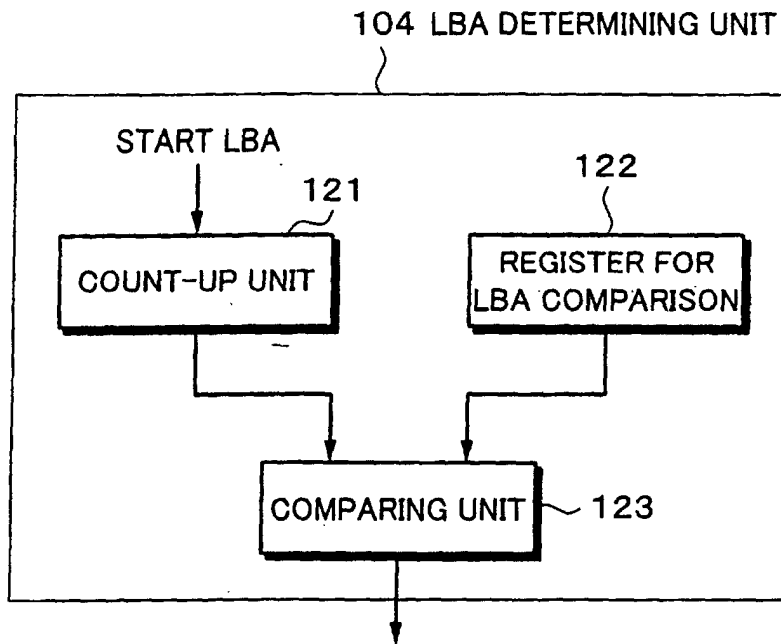 104 LBA DETERMINING UNIT
START LBA
121
122
COUNT-UP UNIT
REGISTER FOR
LBA COMPARISON
COMPARING UNIT
123